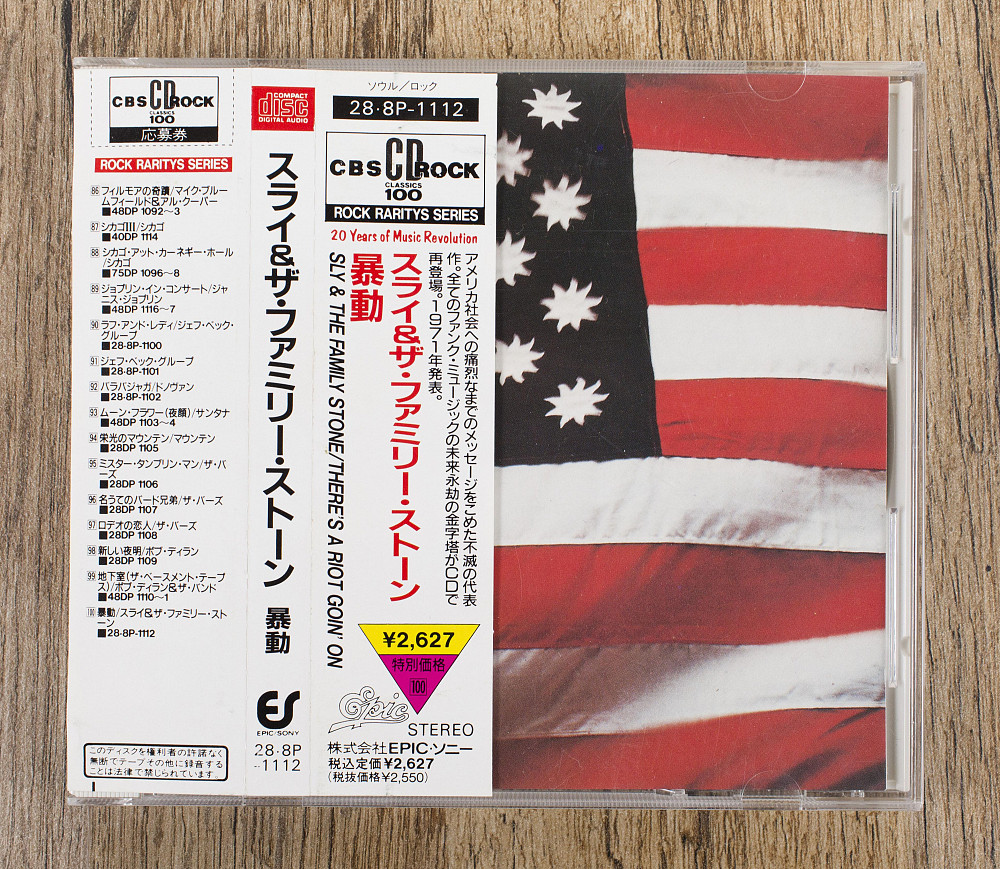 CBS CD ROCK
CLASSICS
100
応募券
ROCK RARITYS SERIES
86 フィルモアの奇蹟/マイク・ブルー
ムフィールド&アル・クーパー
■48DP 1092~3
87 シカゴIII/シカゴ
■40DP 1114
88 シカゴ・アット・カーネギー・ホール
/シカゴ
■75DP 1096~8
89 ジョプリン・イン・コンサート/ジャ
ニス・ジョプリン
■48DP 1116~7
90 ラフ・アンド・レディ/ジェフ・ベック・
グループ
■28・8P-1100
91 ジェフ・ベック・グループ
■28・8P-1101
92 バラバジャガ/ドノヴァン
■28・8P-1102
93 ムーン・フラワー(夜顔)/サンタナ
■48DP 1103~4
94 栄光のマウンテン/マウンテン
■28DP 1105
95 ミスター・タンブリン・マン/ザ・バ
ーズ
■28DP 1106
96 名うてのバード兄弟/ザ・バーズ
■28DP 1107
97 ロデオの恋人/ザ・バーズ
■28DP 1108
98 新しい夜明/ボブ・ディラン
■28DP 1109
99 地下室(ザ・ベースメント・テープ
ス)/ボブ・ディラン&ザ・バンド
■48DP 1110~1
100 暴動/スライ&ザ・ファミリー・スト
ーン
■28・8P-1112
このディスクを権利者の許諾なく
無断でテープその他に録音する
ことは法律で禁じられています。
COMPACT
disc
DIGITAL AUDIO
スライ&ザ・ファミリー・ストーン 暴動
ES
EPIC/SONY
28・8P
-1112
ソウル/ロック
28・8P-1112
CBS CD ROCK
CLASSICS
100
ROCK RARITYS SERIES
20 Years of Music Revolution
アメリカ社会への痛烈なまでのメッセージをこめた不滅の代表
作。全てのファンク・ミュージックの未来永劫の金字塔がCDで
再登場。1971年発表。
スライ&ザ・ファミリー・ストーン
暴動
SLY & THE FAMILY STONE/THERE'S A RIOT GOIN' ON
¥2,627
特別価格
100
Epic
STEREO
株式会社EPIC・ソニー
税込定価¥2,627
(税抜価格¥2,550)